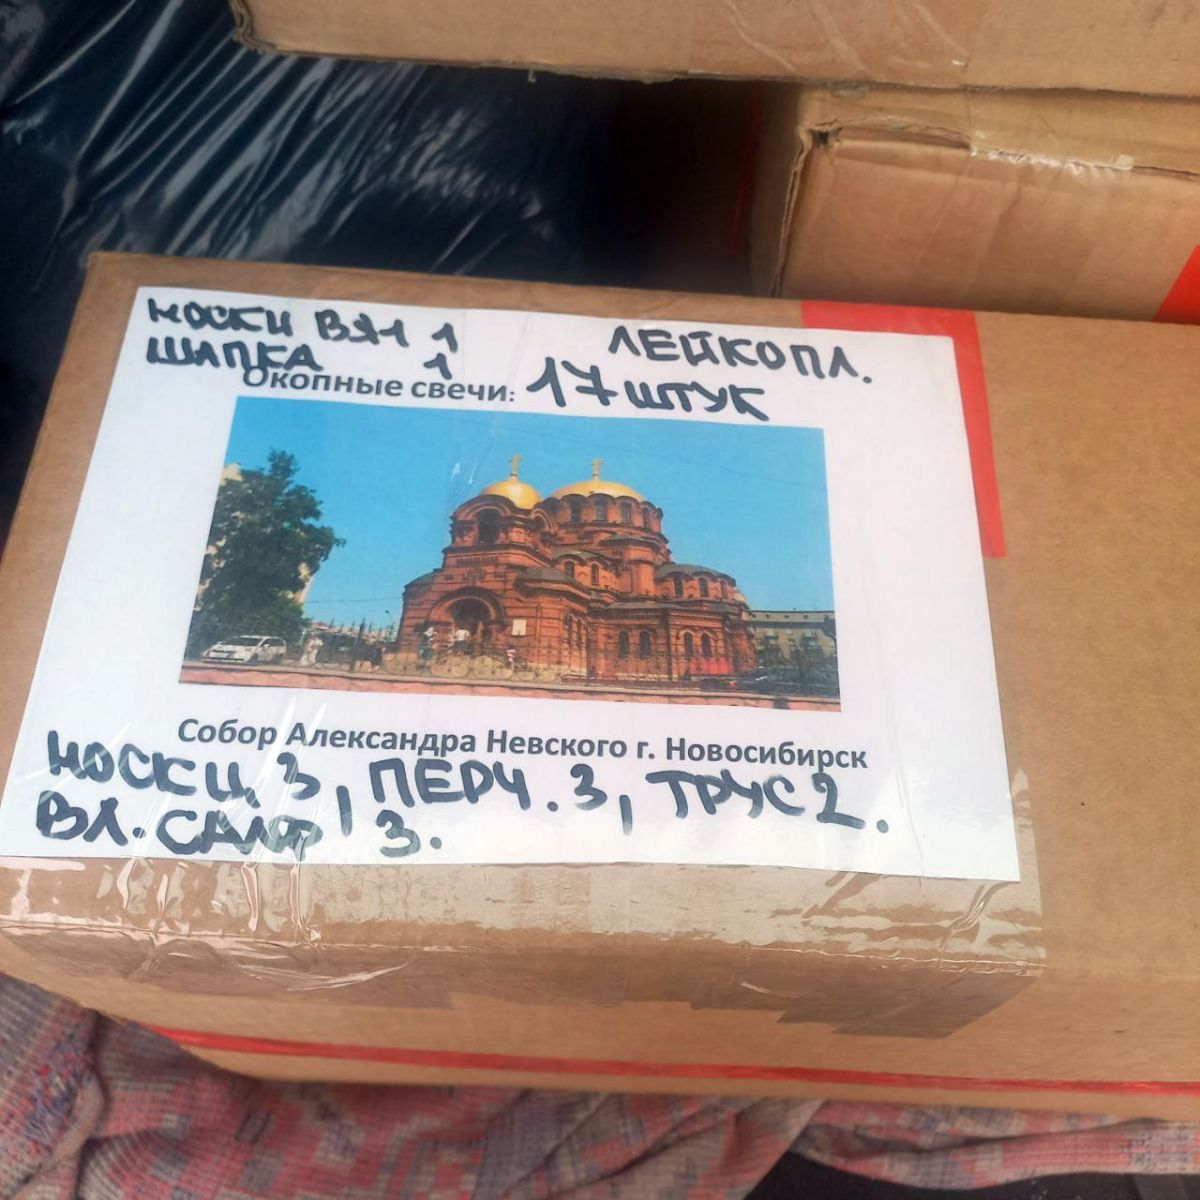 НОСКИ ВЯН 1
ЛЕЙКОПЛ.
ШАПКА 1
Окопные свечи: 17 ШТУК
Собор Александра Невского г. Новосибирск
НОСКИ 3, ПЕРЧ. 3, ТРУС 2.
ВЛ. САЛФ 3.